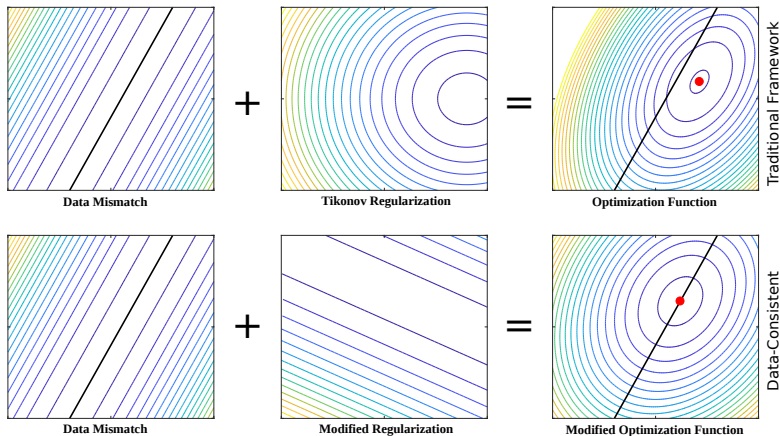 +
=
Data Mismatch
Tikonov Regularization
Optimization Function
Traditional Framework
+
=
Data Mismatch
Modified Regularization
Modified Optimization Function
Data-Consistent